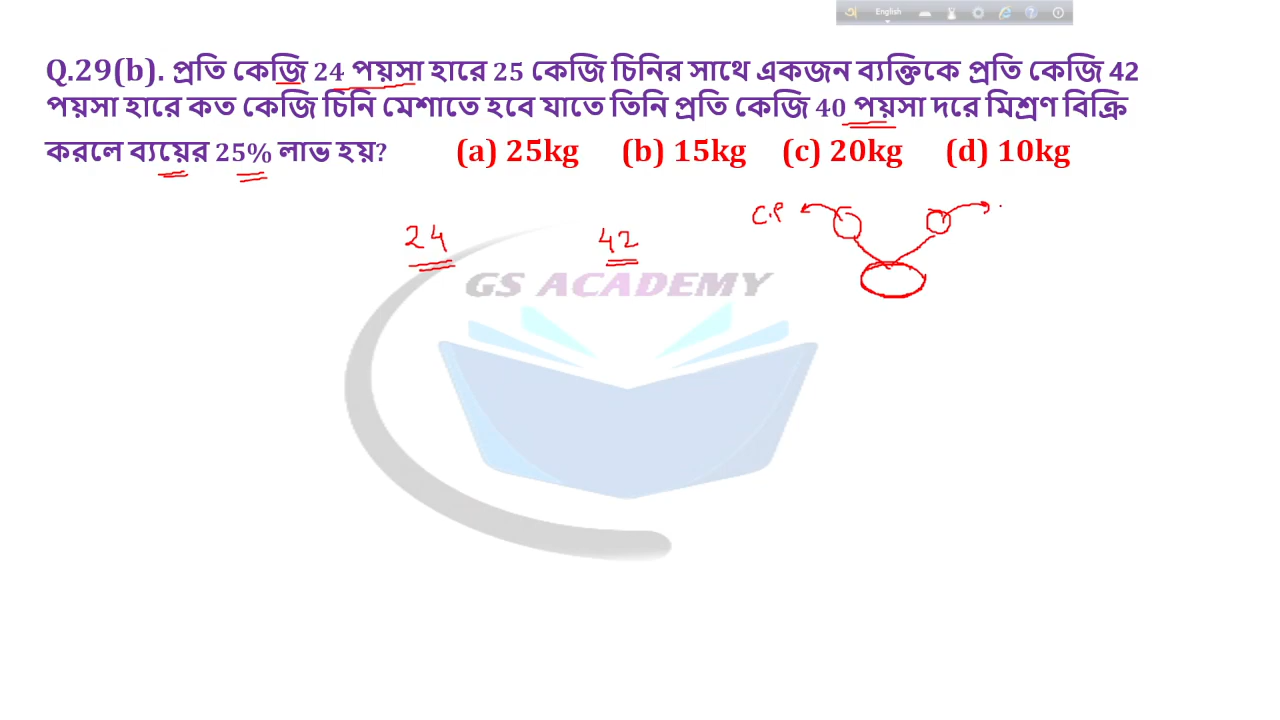 English
Q.29(b). প্রতি কেজি 24 পয়সা হারে 25 কেজি চিনির সাথে একজন ব্যক্তিকে প্রতি কেজি 42
পয়সা হারে কত কেজি চিনি মেশাতে হবে যাতে তিনি প্রতি কেজি 40 পয়সা দরে মিশ্রণ বিক্রি
করলে ব্যয়ের 25% লাভ হয়? (a) 25kg (b) 15kg (c) 20kg (d) 10kg
C.P
24 42
GS ACADEMY